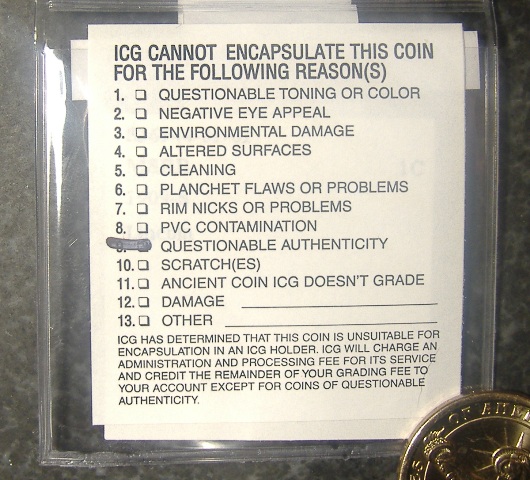 ICG CANNOT ENCAPSULATE THIS COIN
FOR THE FOLLOWING REASON(S)
1. ☐ QUESTIONABLE TONING OR COLOR
2. ☐ NEGATIVE EYE APPEAL
3. ☐ ENVIRONMENTAL DAMAGE
4. ☐ ALTERED SURFACES
5. ☐ CLEANING
6. ☐ PLANCHET FLAWS OR PROBLEMS
7. ☐ RIM NICKS OR PROBLEMS
8. ☐ PVC CONTAMINATION
9. QUESTIONABLE AUTHENTICITY
10. ☐ SCRATCH(ES)
11. ☐ ANCIENT COIN ICG DOESN'T GRADE
12. ☐ DAMAGE
13. ☐ OTHER
ICG HAS DETERMINED THAT THIS COIN IS UNSUITABLE FOR
ENCAPSULATION IN AN ICG HOLDER. ICG WILL CHARGE AN
ADMINISTRATION AND PROCESSING FEE FOR ITS SERVICE
AND CREDIT THE REMAINDER OF YOUR GRADING FEE TO
YOUR ACCOUNT EXCEPT FOR COINS OF QUESTIONABLE
AUTHENTICITY.
OF